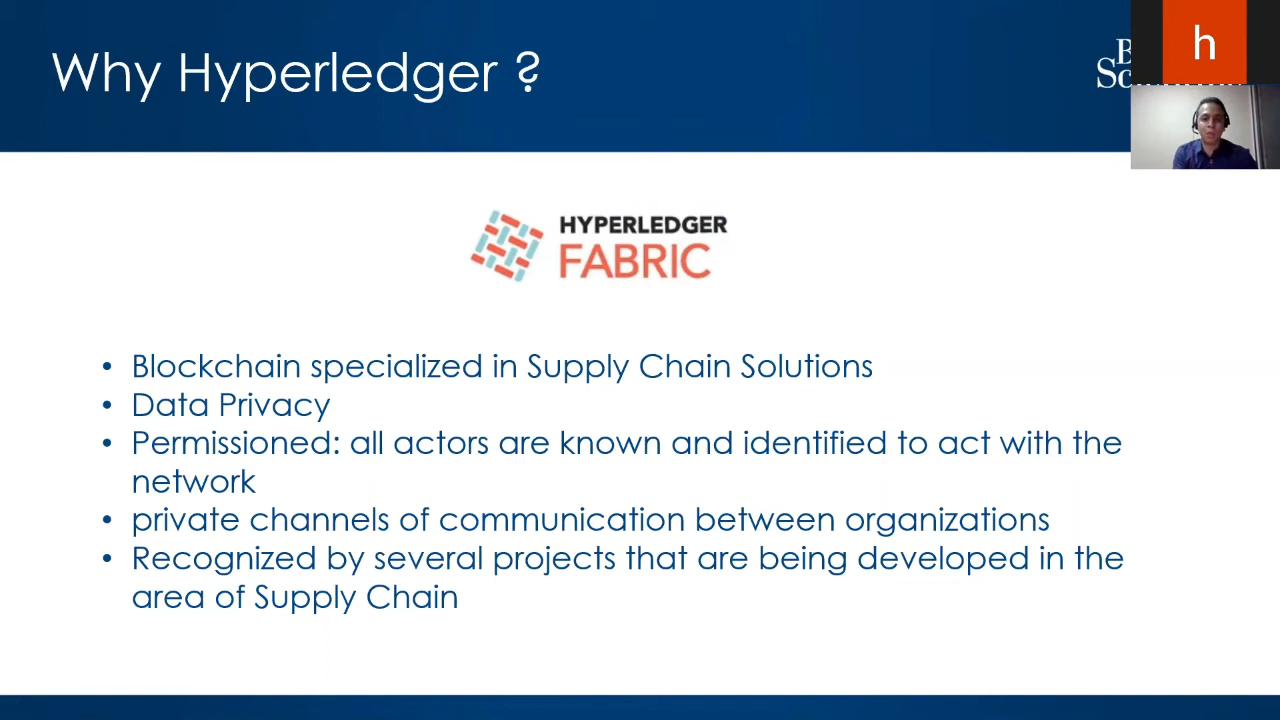 Why Hyperledger ?
h
HYPERLEDGER
FABRIC
• Blockchain specialized in Supply Chain Solutions
• Data Privacy
• Permissioned: all actors are known and identified to act with the
network
• private channels of communication between organizations
• Recognized by several projects that are being developed in the
area of Supply Chain